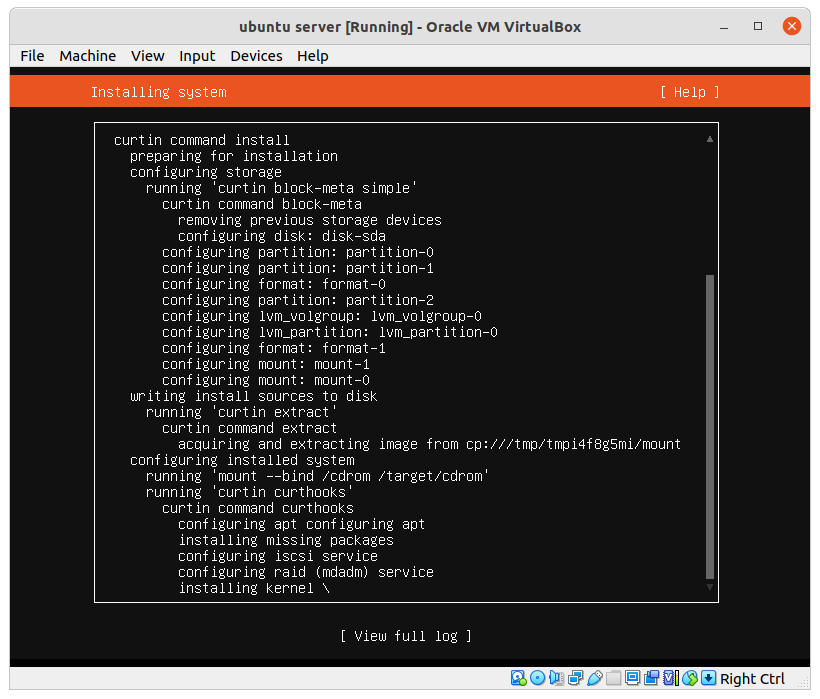 ubuntu server [Running] - Oracle VM VirtualBox
File Machine View Input Devices Help
Installing system [ Help ]
curtin command install
preparing for installation
configuring storage
running 'curtin block-meta simple'
curtin command block-meta
removing previous storage devices
configuring disk: disk-sda
configuring partition: partition-0
configuring partition: partition-1
configuring format: format-0
configuring partition: partition-2
configuring lvm_volgroup: lvm_volgroup-0
configuring lvm_partition: lvm_partition-0
configuring format: format-1
configuring mount: mount-1
configuring mount: mount-0
writing install sources to disk
running 'curtin extract'
curtin command extract
acquiring and extracting image from cp:///tmp/tmpi4f8g5mi/mount
configuring installed system
running 'mount --bind /cdrom /target/cdrom'
running 'curtin curthooks'
curtin command curthooks
configuring apt configuring apt
installing missing packages
configuring iscsi service
configuring raid (mdadm) service
installing kernel \
[ View full log ]
Right Ctrl